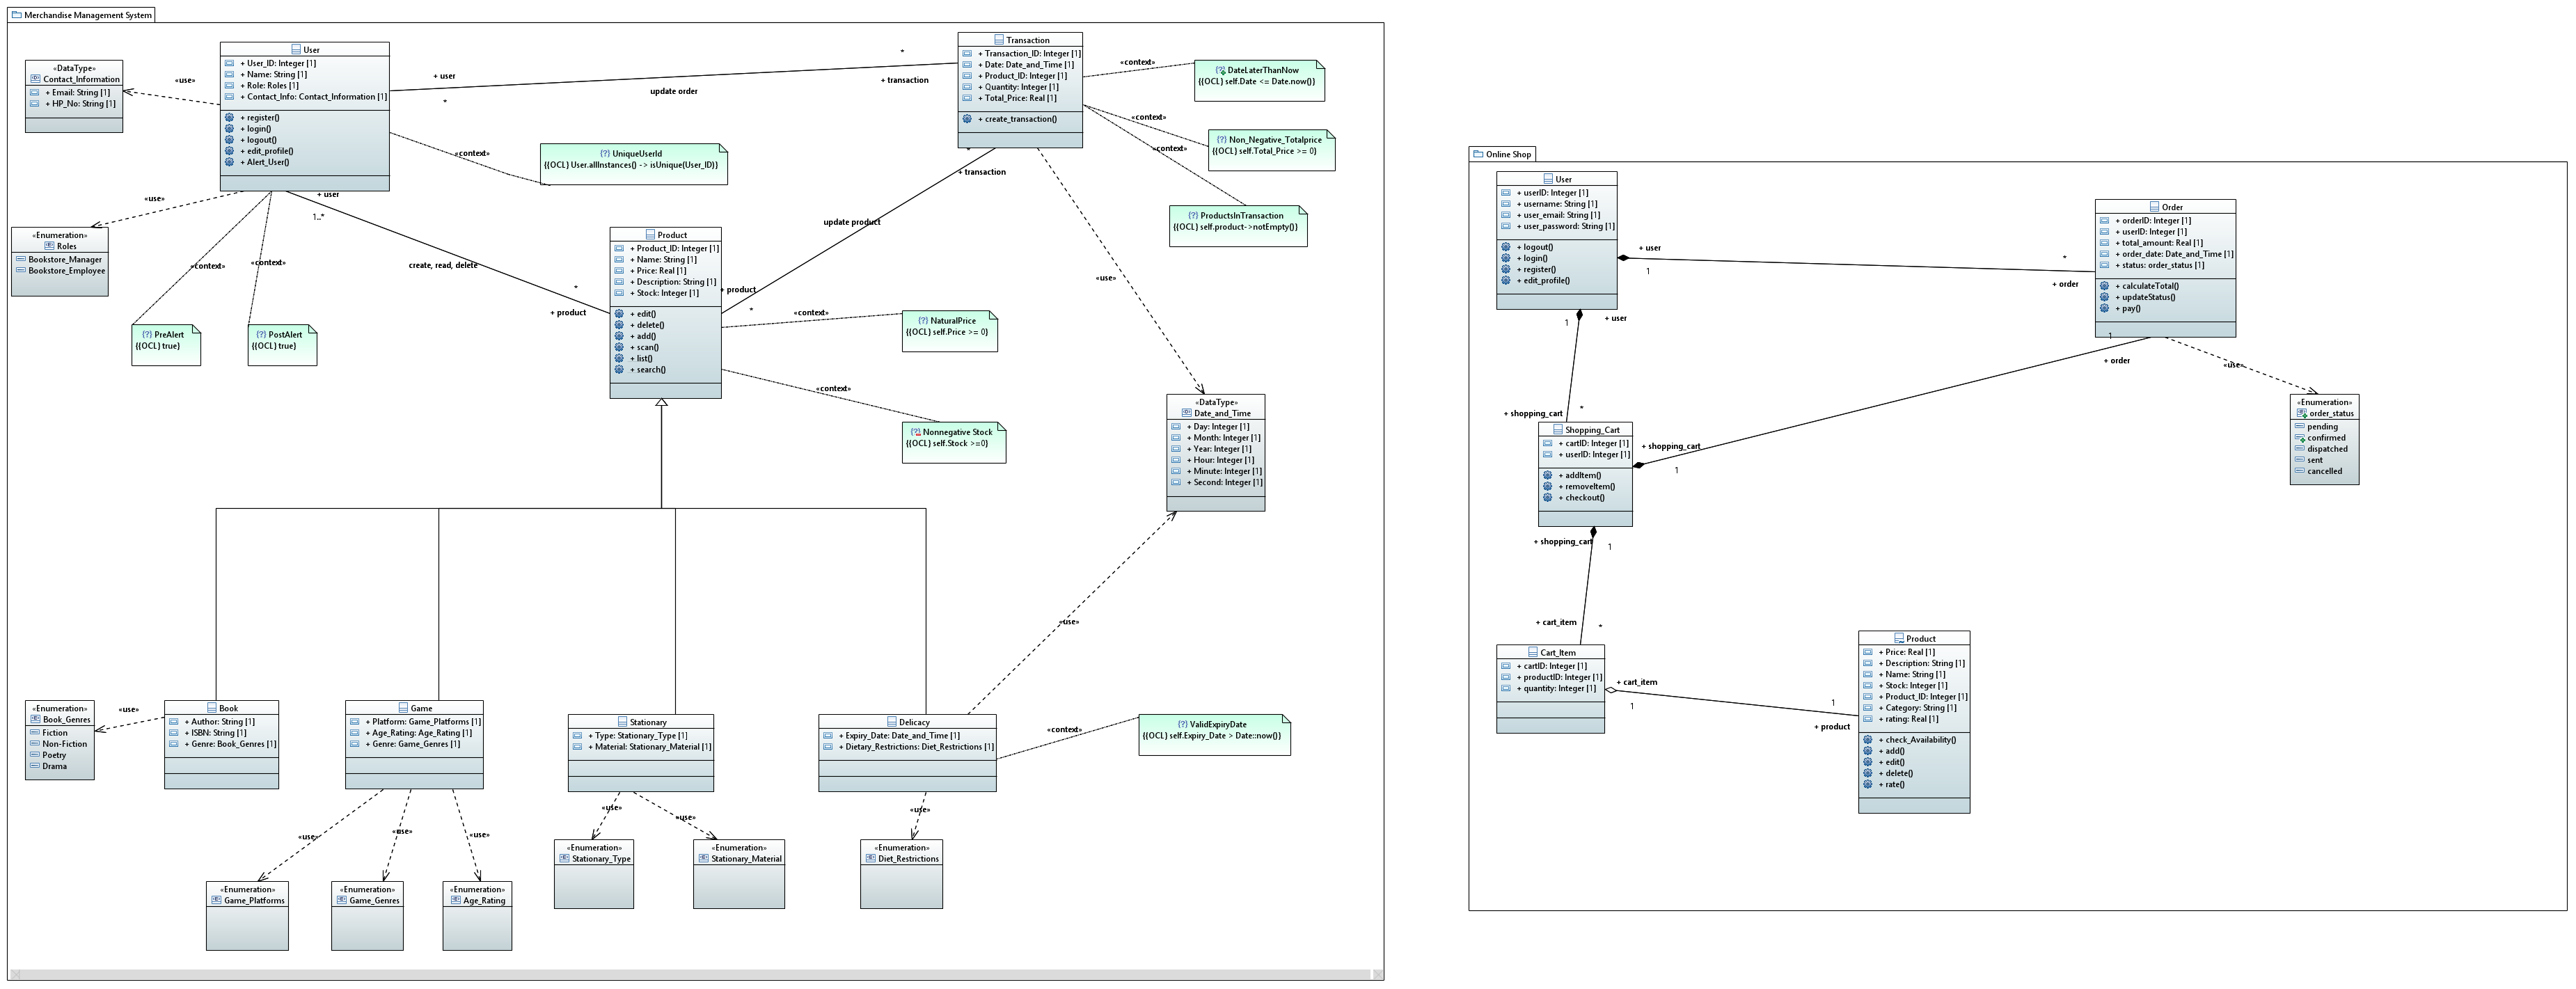 Merchandise Management System
«DataType»
Contact_Information
+ Email: String [1]
+ HP_No: String [1]
«use»
User
+ User_ID: Integer [1]
+ Name: String [1]
+ Role: Roles [1]
+ Contact_Info: Contact_Information [1]
+ register()
+ login()
+ logout()
+ edit_profile()
+ Alert_User()
+ user
*
update order
*
+ transaction
Transaction
+ Transaction_ID: Integer [1]
+ Date: Date_and_Time [1]
+ Product_ID: Integer [1]
+ Quantity: Integer [1]
+ Total_Price: Real [1]
+ create_transaction()
«context»
DateLaterThanNow
{{OCL} self.Date <= Date.now()}
«context»
Non_Negative_Totalprice
{{OCL} self.Total_Price >= 0}
«context»
ProductsInTransaction
{{OCL} self.product->notEmpty()}
«context»
UniqueUserId
{{OCL} User.allInstances() -> isUnique(User_ID)}
«use»
«Enumeration»
Roles
Bookstore_Manager
Bookstore_Employee
«context»
PreAlert
{{OCL} true}
«context»
PostAlert
{{OCL} true}
+ user
1..*
create, read, delete
*
+ product
*
+ transaction
update product
+ product
*
Product
+ Product_ID: Integer [1]
+ Name: String [1]
+ Price: Real [1]
+ Description: String [1]
+ Stock: Integer [1]
+ edit()
+ delete()
+ add()
+ scan()
+ list()
+ search()
«context»
NaturalPrice
{{OCL} self.Price >= 0}
«context»
Nonnegative Stock
{{OCL} self.Stock >=0}
«use»
«DataType»
Date_and_Time
+ Day: Integer [1]
+ Month: Integer [1]
+ Year: Integer [1]
+ Hour: Integer [1]
+ Minute: Integer [1]
+ Second: Integer [1]
«use»
«Enumeration»
Book_Genres
Fiction
Non-Fiction
Poetry
Drama
«use»
Book
+ Author: String [1]
+ ISBN: String [1]
+ Genre: Book_Genres [1]
Game
+ Platform: Game_Platforms [1]
+ Age_Rating: Age_Rating [1]
+ Genre: Game_Genres [1]
Stationary
+ Type: Stationary_Type [1]
+ Material: Stationary_Material [1]
Delicacy
+ Expiry_Date: Date_and_Time [1]
+ Dietary_Restrictions: Diet_Restrictions [1]
«context»
ValidExpiryDate
{{OCL} self.Expiry_Date > Date::now()}
«use»
«use»
«use»
«use»
«use»
«use»
«Enumeration»
Game_Platforms
«Enumeration»
Game_Genres
«Enumeration»
Age_Rating
«Enumeration»
Stationary_Type
«Enumeration»
Stationary_Material
«Enumeration»
Diet_Restrictions
Online Shop
User
+ userID: Integer [1]
+ username: String [1]
+ user_email: String [1]
+ user_password: String [1]
+ logout()
+ login()
+ register()
+ edit_profile()
+ user
1
*
+ order
Order
+ orderID: Integer [1]
+ userID: Integer [1]
+ total_amount: Real [1]
+ order_date: Date_and_Time [1]
+ status: order_status [1]
+ calculateTotal()
+ updateStatus()
+ pay()
1
+ user
1
+ order
«use»
«Enumeration»
order_status
pending
confirmed
dispatched
sent
cancelled
+ shopping_cart
*
Shopping_Cart
+ cartID: Integer [1]
+ userID: Integer [1]
+ addItem()
+ removeItem()
+ checkout()
+ shopping_cart
1
+ shopping_cart
1
+ cart_item
*
Cart_Item
+ cartID: Integer [1]
+ productID: Integer [1]
+ quantity: Integer [1]
+ cart_item
1
1
+ product
Product
+ Price: Real [1]
+ Description: String [1]
+ Name: String [1]
+ Stock: Integer [1]
+ Product_ID: Integer [1]
+ Category: String [1]
+ rating: Real [1]
+ check_Availability()
+ add()
+ edit()
+ delete()
+ rate()